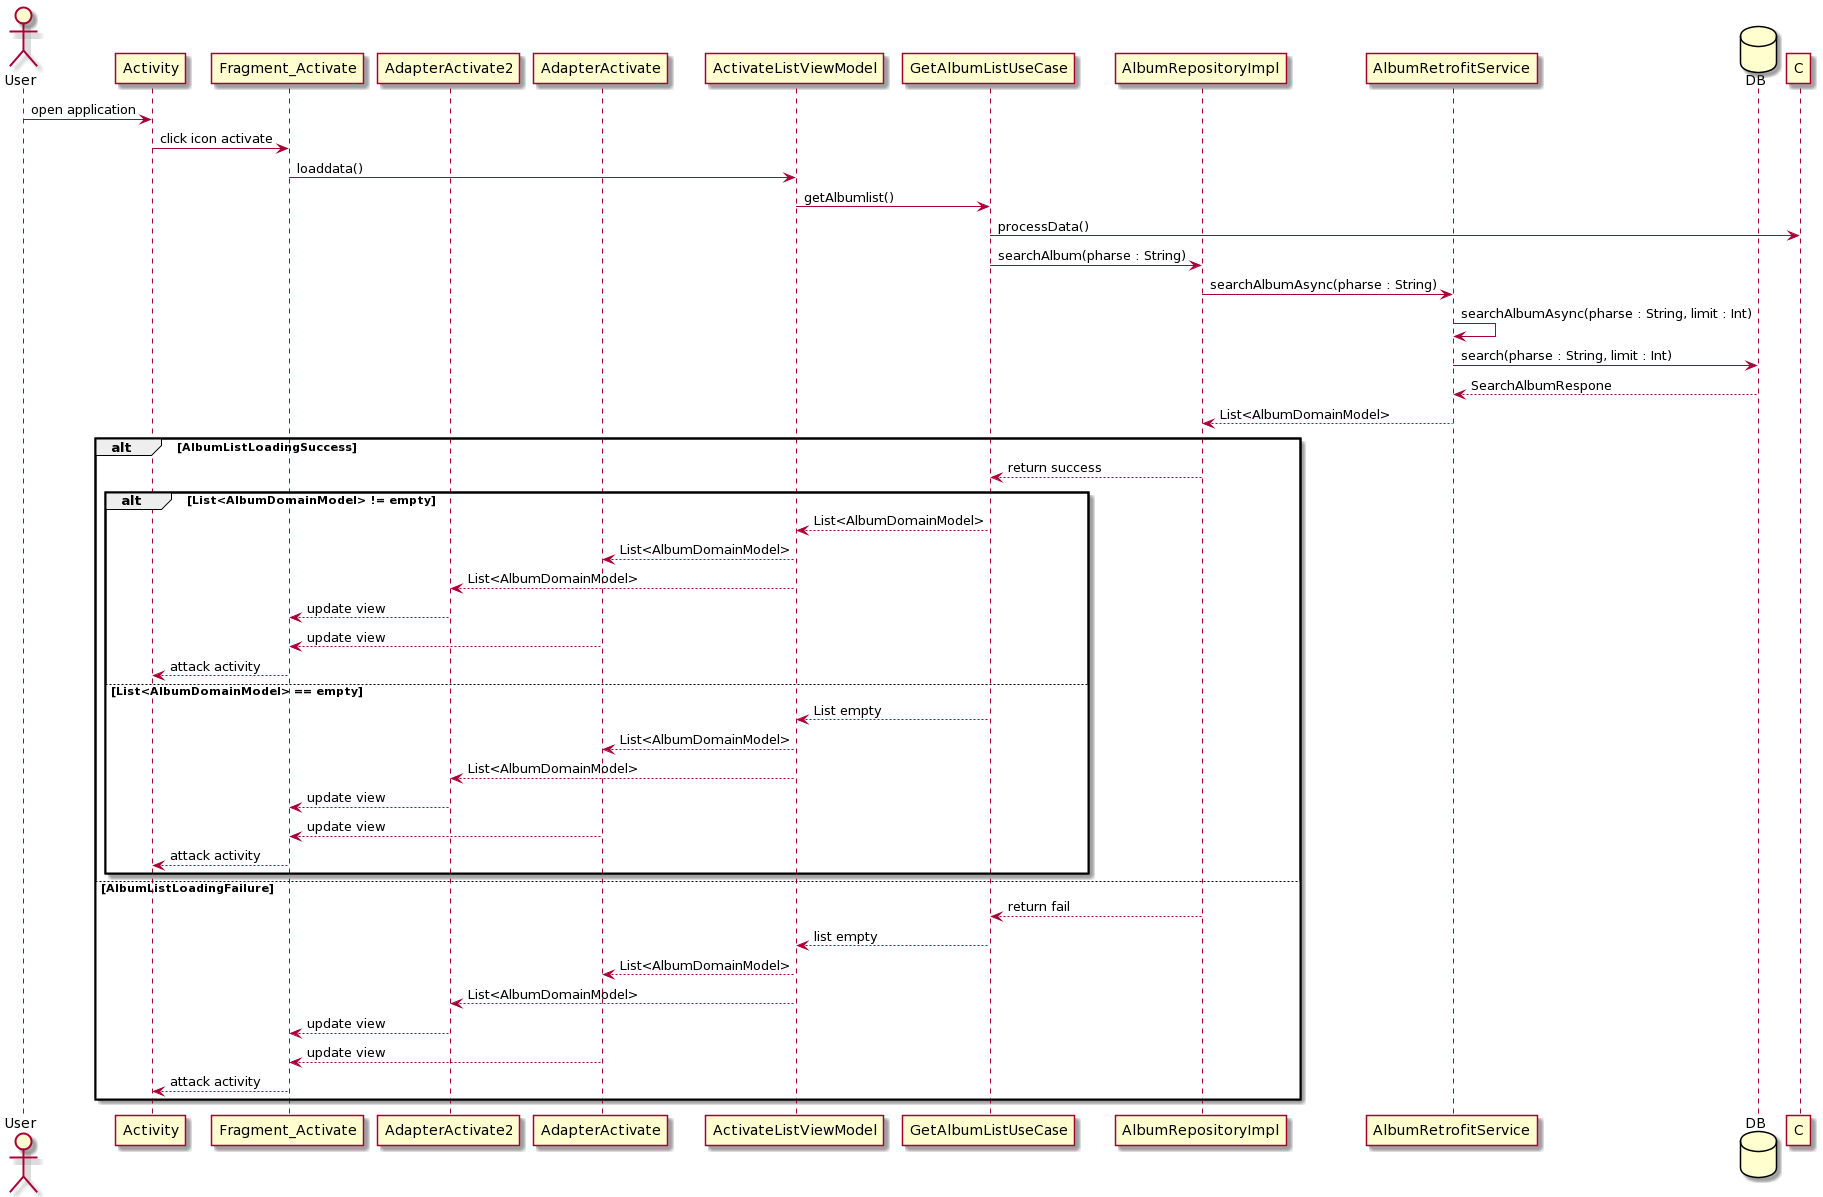 User
Activity
Fragment_Activate
AdapterActivate2
AdapterActivate
ActivateListViewModel
GetAlbumListUseCase
AlbumRepositoryImpl
AlbumRetrofitService
DB
C
open application
click icon activate
loaddata()
getAlbumlist()
processData()
searchAlbum(pharse : String)
searchAlbumAsync(pharse : String)
searchAlbumAsync(pharse : String, limit : Int)
search(pharse : String, limit : Int)
SearchAlbumRespone
List<AlbumDomainModel>
alt [AlbumListLoadingSuccess]
return success
alt [List<AlbumDomainModel> != empty]
List<AlbumDomainModel>
List<AlbumDomainModel>
List<AlbumDomainModel>
update view
update view
attack activity
[List<AlbumDomainModel> == empty]
List empty
List<AlbumDomainModel>
List<AlbumDomainModel>
update view
update view
attack activity
[AlbumListLoadingFailure]
return fail
list empty
List<AlbumDomainModel>
List<AlbumDomainModel>
update view
update view
attack activity
User
Activity
Fragment_Activate
AdapterActivate2
AdapterActivate
ActivateListViewModel
GetAlbumListUseCase
AlbumRepositoryImpl
AlbumRetrofitService
DB
C